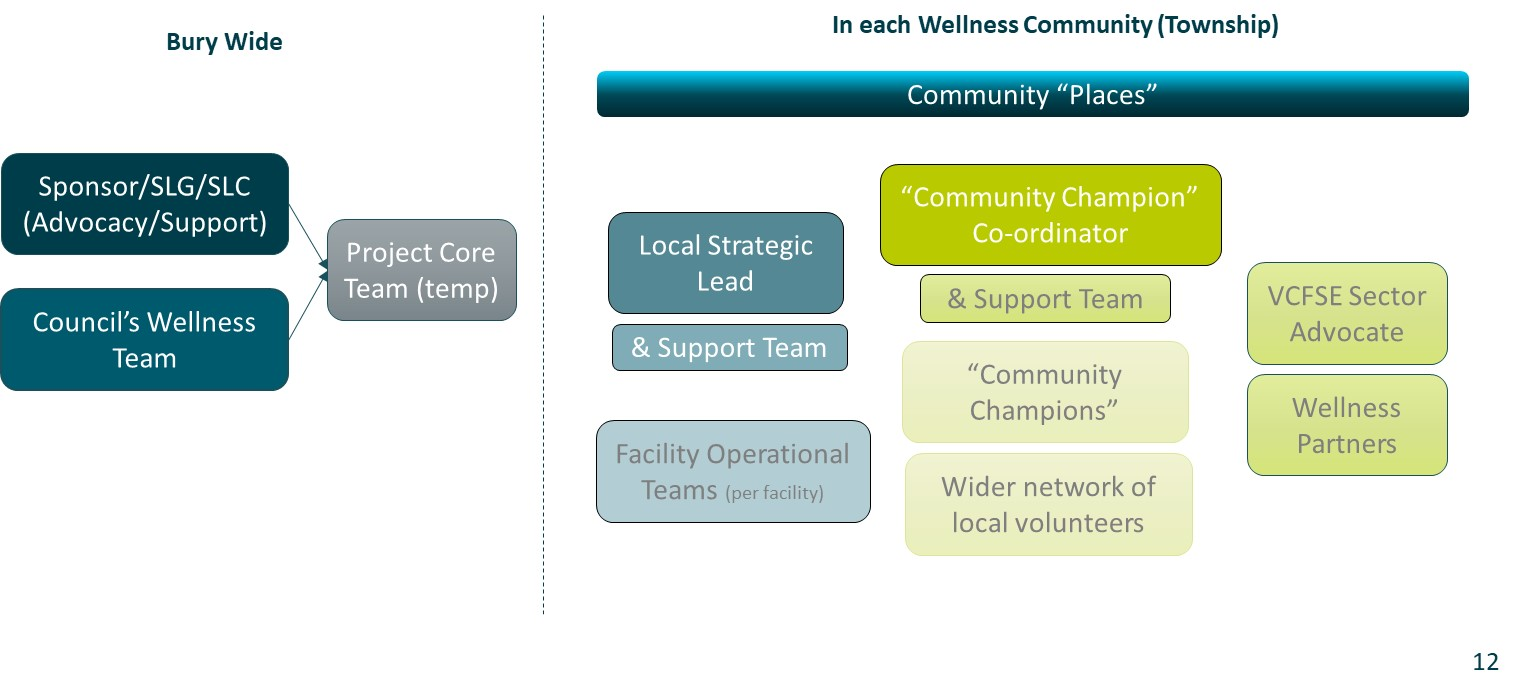 Bury Wide
Sponsor/SLG/SLC
(Advocacy/Support)
Council’s Wellness
Team
Project Core
Team (temp)
In each Wellness Community (Township)
Community “Places”
Local Strategic
Lead
& Support Team
Facility Operational
Teams (per facility)
“Community Champion”
Co-ordinator
& Support Team
“Community
Champions”
Wider network of
local volunteers
VCFSE Sector
Advocate
Wellness
Partners
12